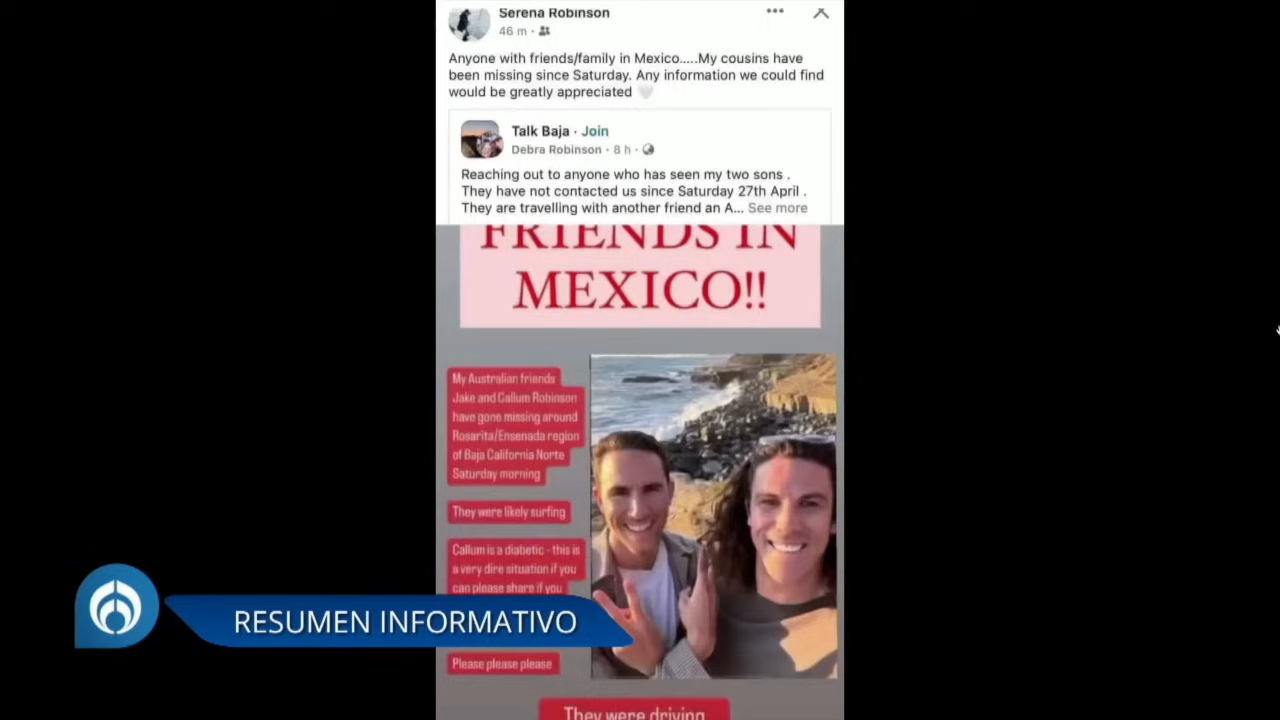 Serena Robinson
46 m
Anyone with friends/family in Mexico.....My cousins have
been missing since Saturday. Any information we could find
would be greatly appreciated 🤍
Talk Baja · Join
Debra Robinson · 8 h ·
Reaching out to anyone who has seen my two sons .
They have not contacted us since Saturday 27th April .
They are travelling with another friend an A... See more
FRIENDS IN
MEXICO!!
My Australian friends
Jake and Callum Robinson
have gone missing around
Rosarita/Ensenada region
of Baja California Norte
Saturday morning
They were likely surfing
Callum is a diabetic - this is
a very dire situation if you
can please share if you
RESUMEN INFORMATIVO
Please please please
They were driving